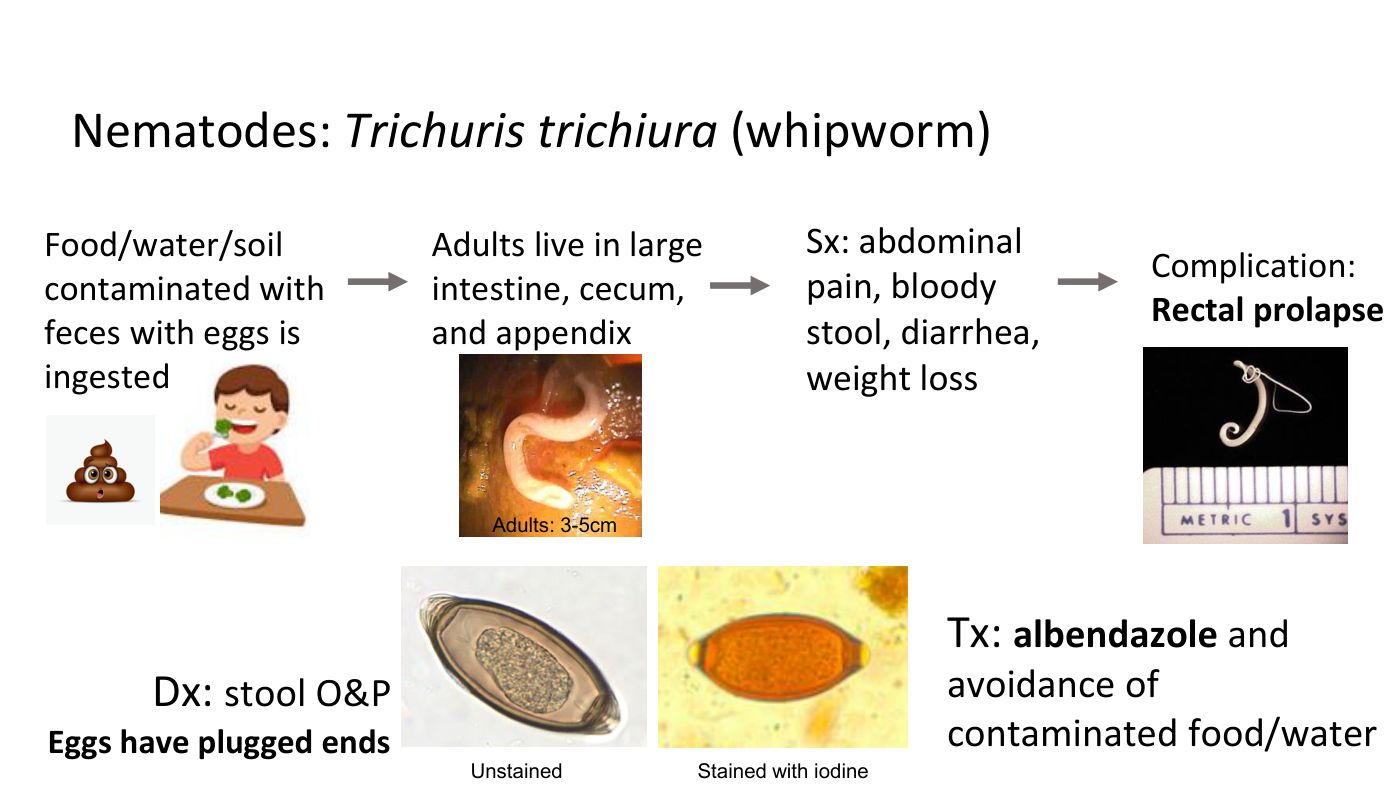 Nematodes: Trichuris trichiura (whipworm)
Food/water/soil
contaminated with
feces with eggs is
ingested
Adults live in large
intestine, cecum,
and appendix
Adults: 3-5cm
Sx: abdominal
pain, bloody
stool, diarrhea,
weight loss
Complication:
Rectal prolapse
METRIC 1 SYS
Dx: stool O&P
Eggs have plugged ends
Unstained
Stained with iodine
Tx: albendazole and
avoidance of
contaminated food/water